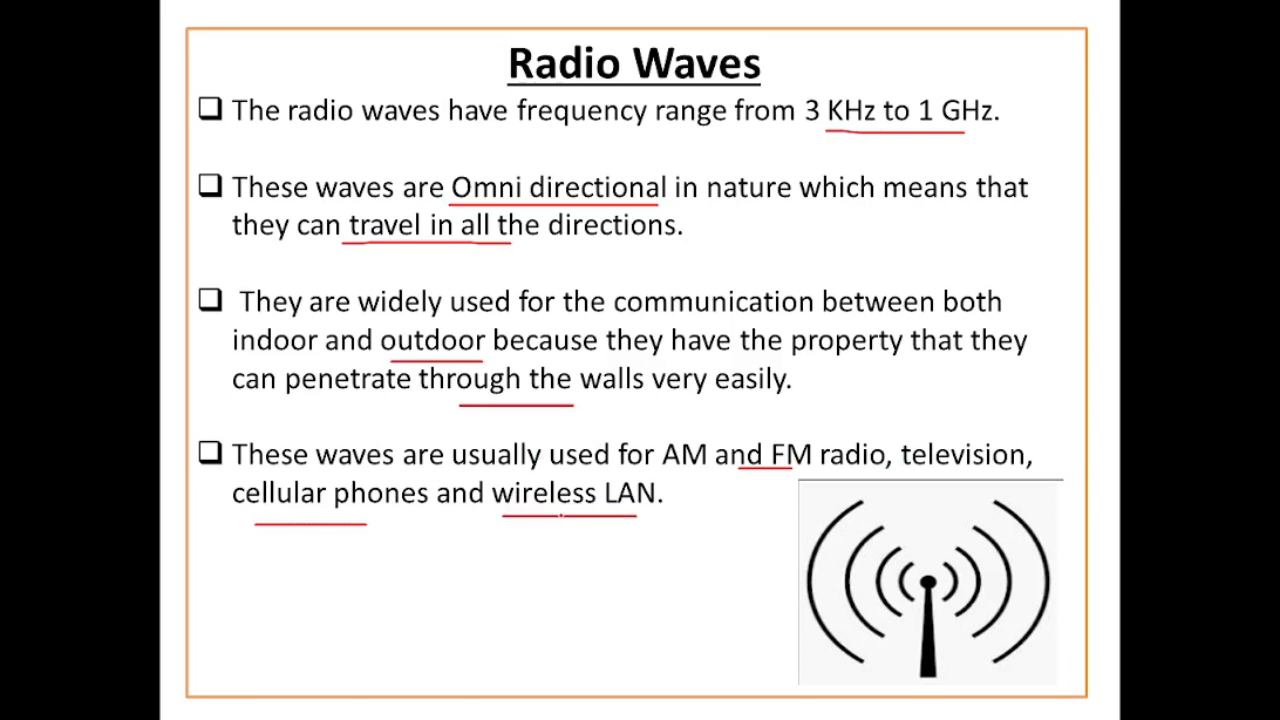 Radio Waves
❑ The radio waves have frequency range from 3 KHz to 1 GHz.
❑ These waves are Omni directional in nature which means that
they can travel in all the directions.
❑ They are widely used for the communication between both
indoor and outdoor because they have the property that they
can penetrate through the walls very easily.
❑ These waves are usually used for AM and FM radio, television,
cellular phones and wireless LAN.